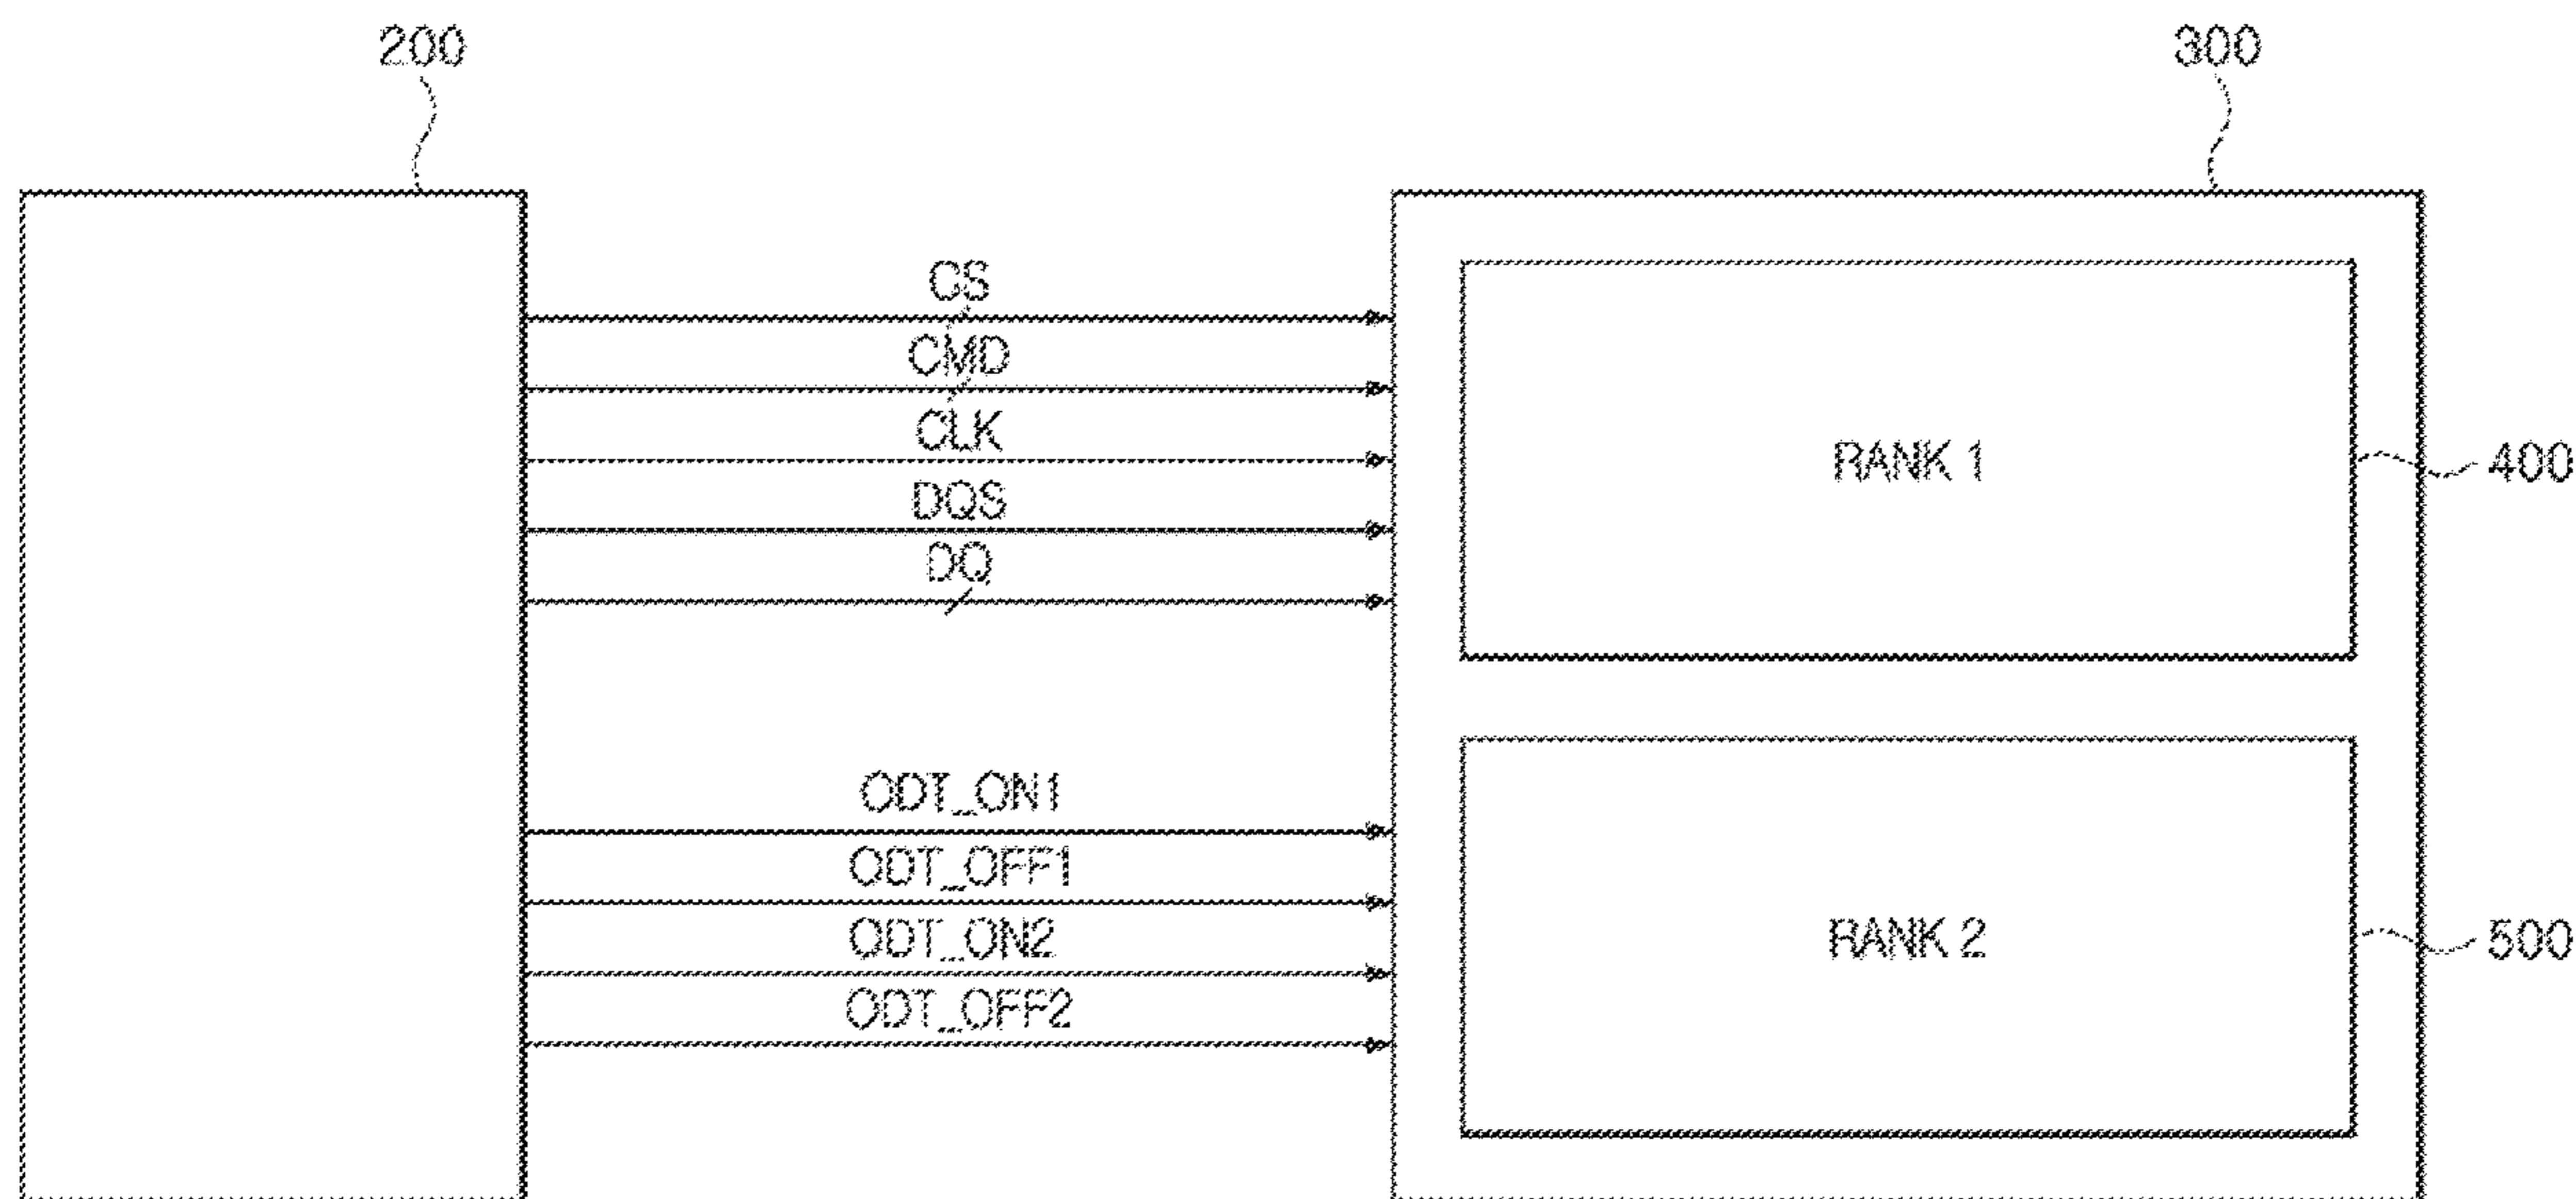 200
300
CS
CMD
CLK
DQS
DQ
RANK 1
400
ODT_ON1
ODT_OFF1
ODT_ON2
ODT_OFF2
RANK 2
500